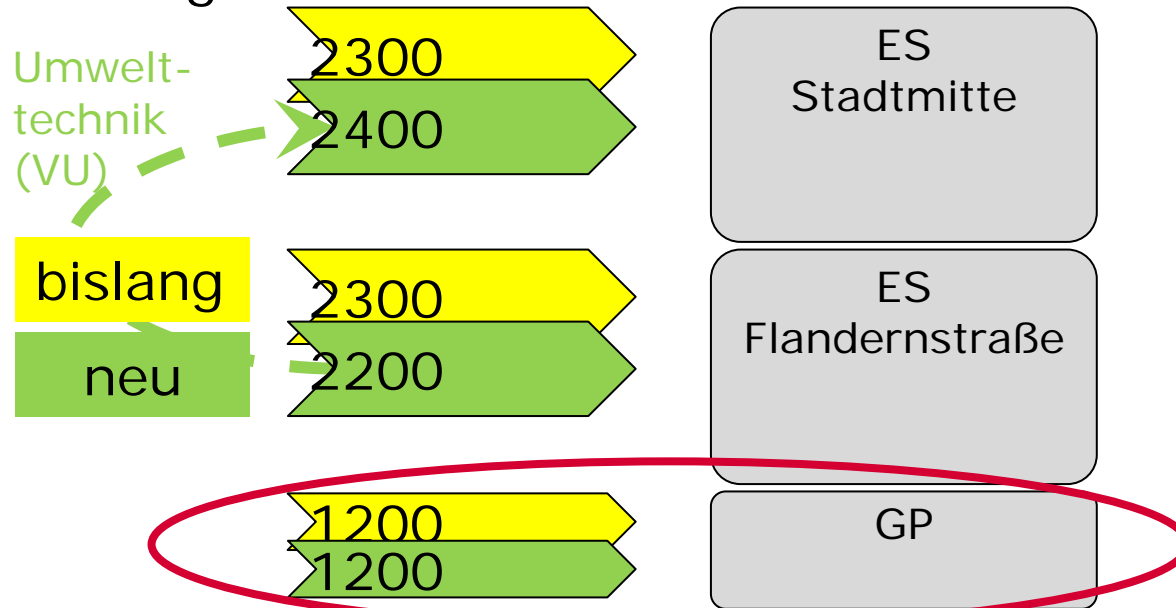 2300
2400
ES
Stadtmitte
Umwelt-
technik
(VU)
bislang
neu
2300
2200
ES
Flandernstraße
1200
1200
GP